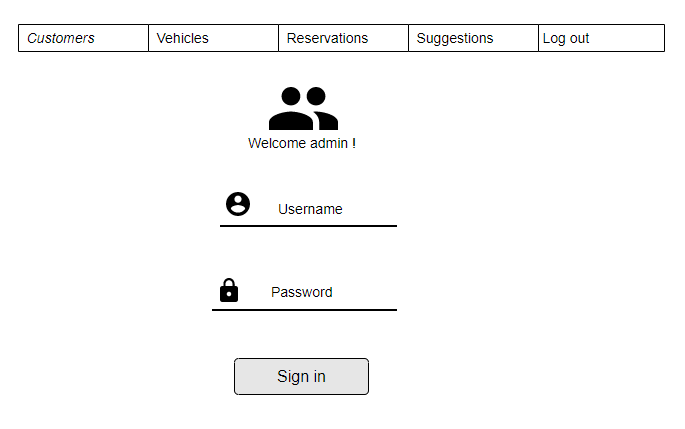 Customers Vehicles Reservations Suggestions Log out
Welcome admin !
Username
Password
Sign in